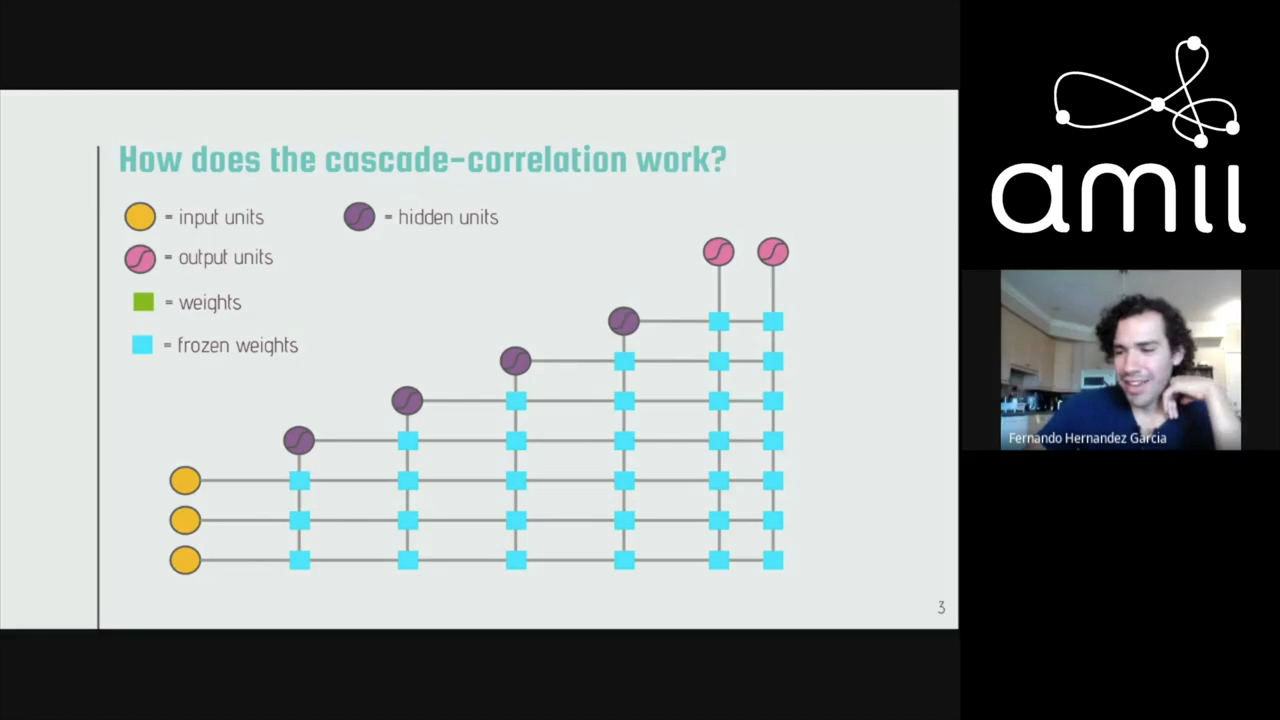 How does the cascade-correlation work?
= input units
= hidden units
= output units
= weights
= frozen weights
3
amii
Fernando Hernandez Garcia